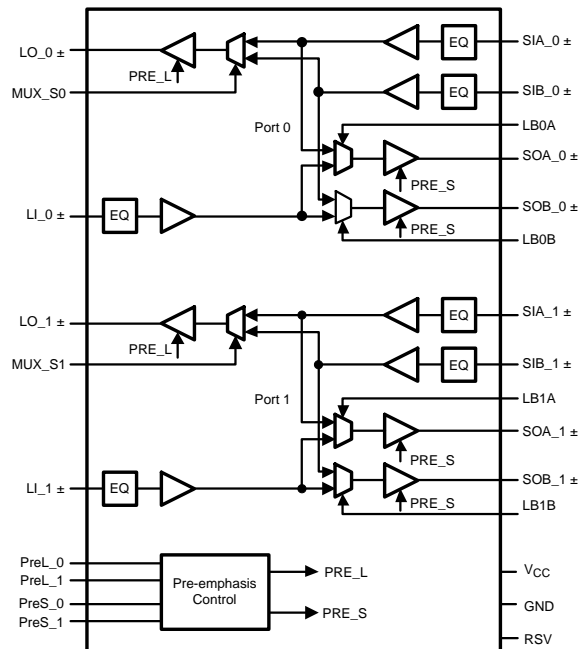 LO_0 ±
EQ
SIA_0 ±
PRE_L
MUX_S0
EQ
SIB_0 ±
Port 0
LB0A
SOA_0 ±
PRE_S
LI_0 ±
EQ
SOB_0 ±
PRE_S
LB0B
LO_1 ±
EQ
SIA_1 ±
PRE_L
MUX_S1
EQ
SIB_1 ±
Port 1
LB1A
SOA_1 ±
PRE_S
LI_1 ±
EQ
SOB_1 ±
PRE_S
LB1B
PreL_0
PreL_1
PreS_0
PreS_1
Pre-emphasis
Control
PRE_L
PRE_S
VCC
GND
RSV